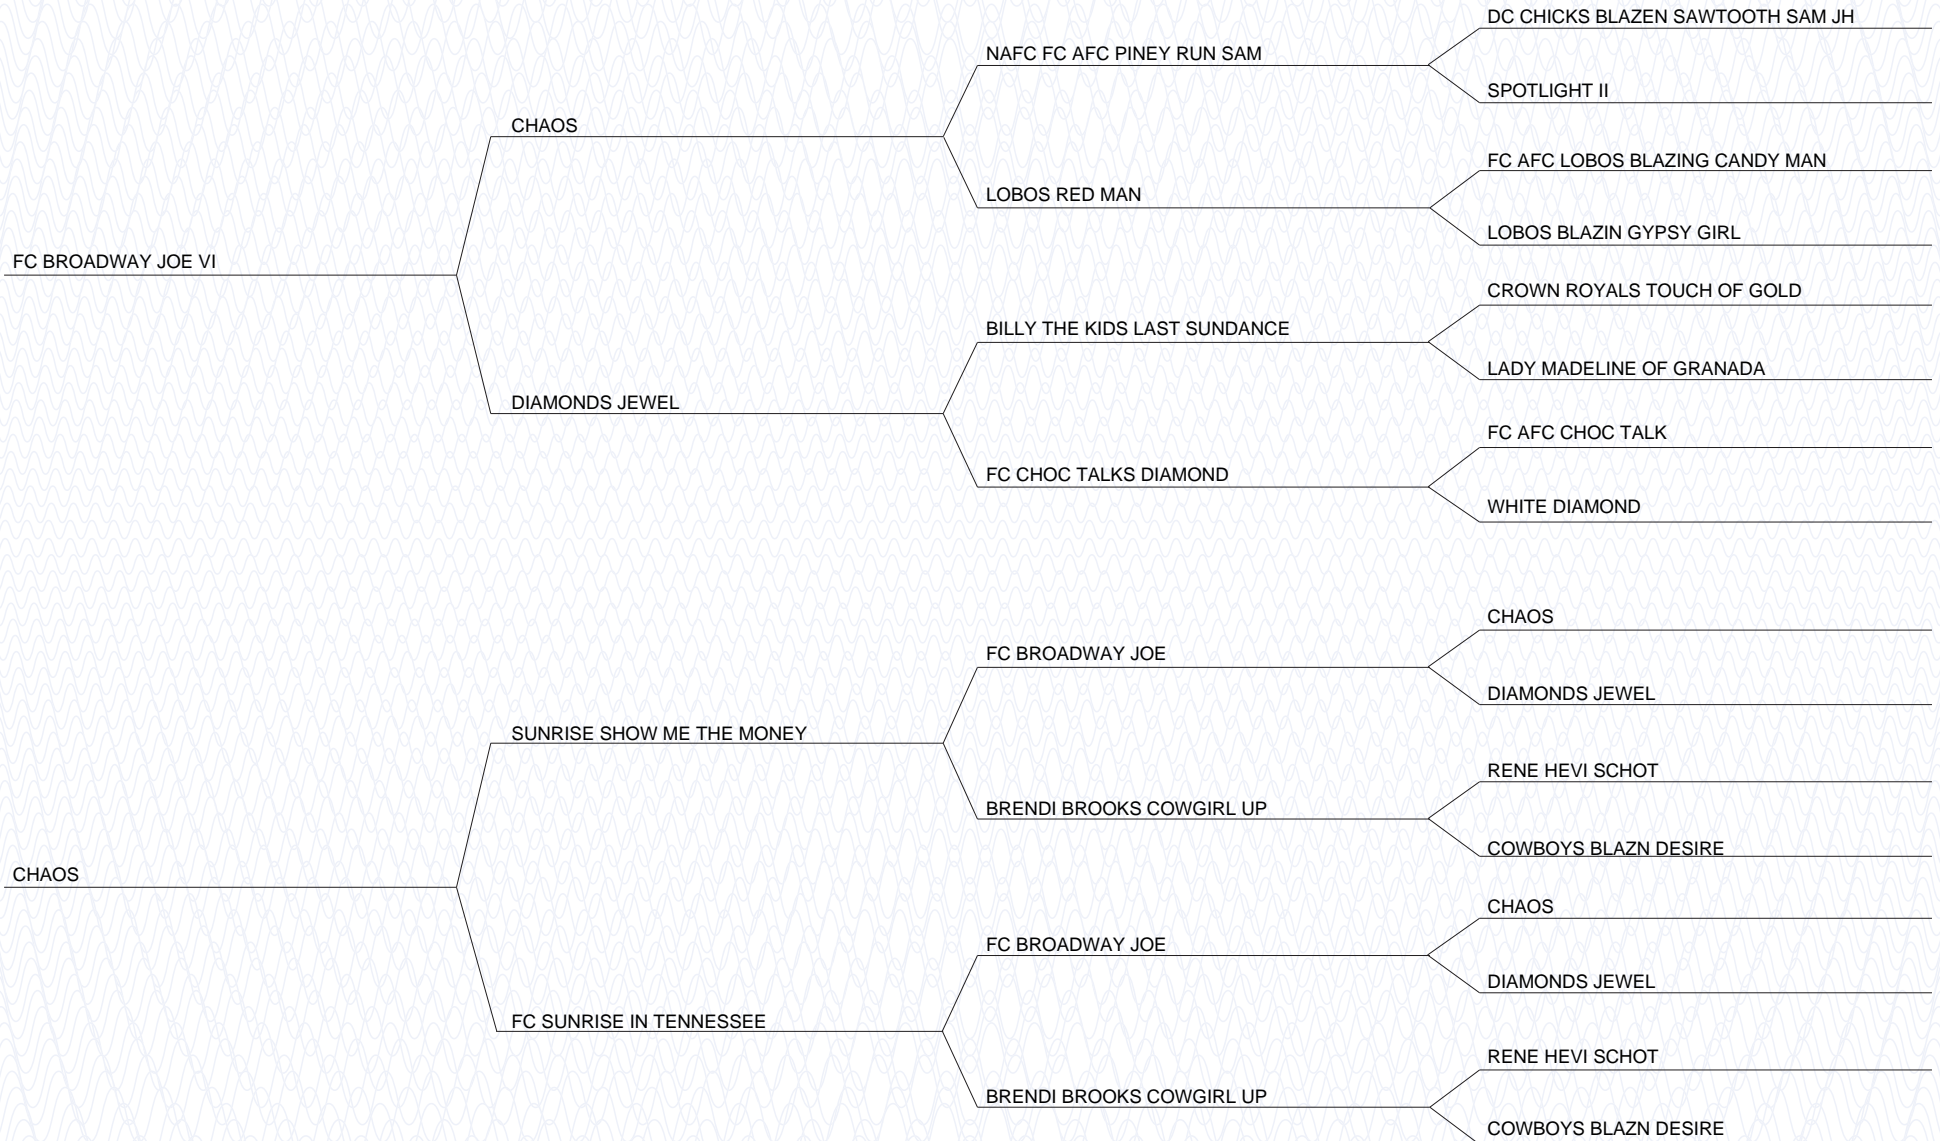 DC CHICKS BLAZEN SAWTOOTH SAM JH
NAFC FC AFC PINEY RUN SAM
SPOTLIGHT II
CHAOS
FC AFC LOBOS BLAZING CANDY MAN
LOBOS RED MAN
LOBOS BLAZIN GYPSY GIRL
FC BROADWAY JOE VI
CROWN ROYALS TOUCH OF GOLD
BILLY THE KIDS LAST SUNDANCE
LADY MADELINE OF GRANADA
DIAMONDS JEWEL
FC AFC CHOC TALK
FC CHOC TALKS DIAMOND
WHITE DIAMOND
CHAOS
FC BROADWAY JOE
DIAMONDS JEWEL
SUNRISE SHOW ME THE MONEY
RENE HEVI SCHOT
BRENDI BROOKS COWGIRL UP
COWBOYS BLAZN DESIRE
CHAOS
CHAOS
FC BROADWAY JOE
DIAMONDS JEWEL
FC SUNRISE IN TENNESSEE
RENE HEVI SCHOT
BRENDI BROOKS COWGIRL UP
COWBOYS BLAZN DESIRE